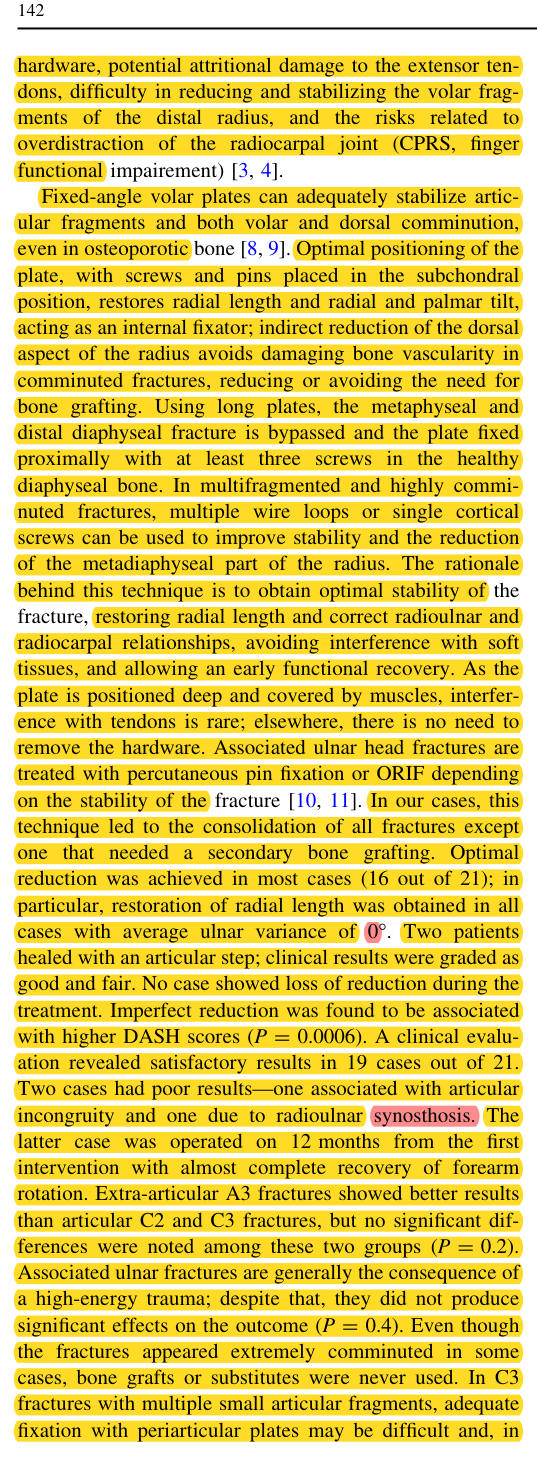 142
hardware, potential attritional damage to the extensor ten-
dons, difficulty in reducing and stabilizing the volar frag-
ments of the distal radius, and the risks related to
overdistraction of the radiocarpal joint (CPRS, finger
functional impairment) [3, 4].
Fixed-angle volar plates can adequately stabilize artic-
ular fragments and both volar and dorsal comminution,
even in osteoporotic bone [8, 9]. Optimal positioning of the
plate, with screws and pins placed in the subchondral
position, restores radial length and radial and palmar tilt,
acting as an internal fixator; indirect reduction of the dorsal
aspect of the radius avoids damaging bone vascularity in
comminuted fractures, reducing or avoiding the need for
bone grafting. Using long plates, the metaphyseal and
distal diaphyseal fracture is bypassed and the plate fixed
proximally with at least three screws in the healthy
diaphyseal bone. In multifragmented and highly commi-
nuted fractures, multiple wire loops or single cortical
screws can be used to improve stability and the reduction
of the metadiaphyseal part of the radius. The rationale
behind this technique is to obtain optimal stability of the
fracture, restoring radial length and correct radioulnar and
radiocarpal relationships, avoiding interference with soft
tissues, and allowing an early functional recovery. As the
plate is positioned deep and covered by muscles, interfer-
ence with tendons is rare; elsewhere, there is no need to
remove the hardware. Associated ulnar head fractures are
treated with percutaneous pin fixation or ORIF depending
on the stability of the fracture [10, 11]. In our cases, this
technique led to the consolidation of all fractures except
one that needed a secondary bone grafting. Optimal
reduction was achieved in most cases (16 out of 21); in
particular, restoration of radial length was obtained in all
cases with average ulnar variance of 0°. Two patients
healed with an articular step; clinical results were graded as
good and fair. No case showed loss of reduction during the
treatment. Imperfect reduction was found to be associated
with higher DASH scores (P = 0.0006). A clinical evalu-
ation revealed satisfactory results in 19 cases out of 21.
Two cases had poor results—one associated with articular
incongruity and one due to radioulnar synosthosis. The
latter case was operated on 12 months from the first
intervention with almost complete recovery of forearm
rotation. Extra-articular A3 fractures showed better results
than articular C2 and C3 fractures, but no significant dif-
ferences were noted among these two groups (P = 0.2).
Associated ulnar fractures are generally the consequence of
a high-energy trauma; despite that, they did not produce
significant effects on the outcome (P = 0.4). Even though
the fractures appeared extremely comminuted in some
cases, bone grafts or substitutes were never used. In C3
fractures with multiple small articular fragments, adequate
fixation with periarticular plates may be difficult and, in